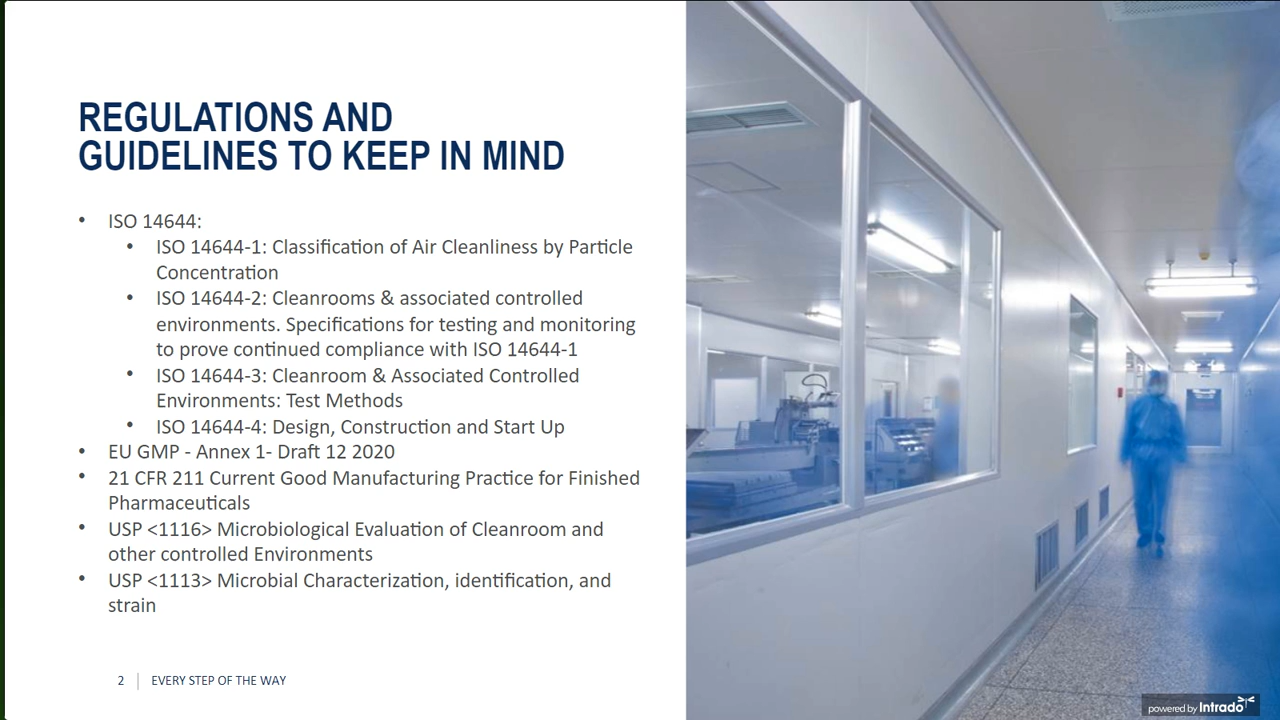 REGULATIONS AND
GUIDELINES TO KEEP IN MIND
• ISO 14644:
• ISO 14644-1: Classification of Air Cleanliness by Particle
Concentration
• ISO 14644-2: Cleanrooms & associated controlled
environments. Specifications for testing and monitoring
to prove continued compliance with ISO 14644-1
• ISO 14644-3: Cleanroom & Associated Controlled
Environments: Test Methods
• ISO 14644-4: Design, Construction and Start Up
• EU GMP - Annex 1- Draft 12 2020
• 21 CFR 211 Current Good Manufacturing Practice for Finished
Pharmaceuticals
• USP <1116> Microbiological Evaluation of Cleanroom and
other controlled Environments
• USP <1113> Microbial Characterization, identification, and
strain
2 | EVERY STEP OF THE WAY
powered by Intrado